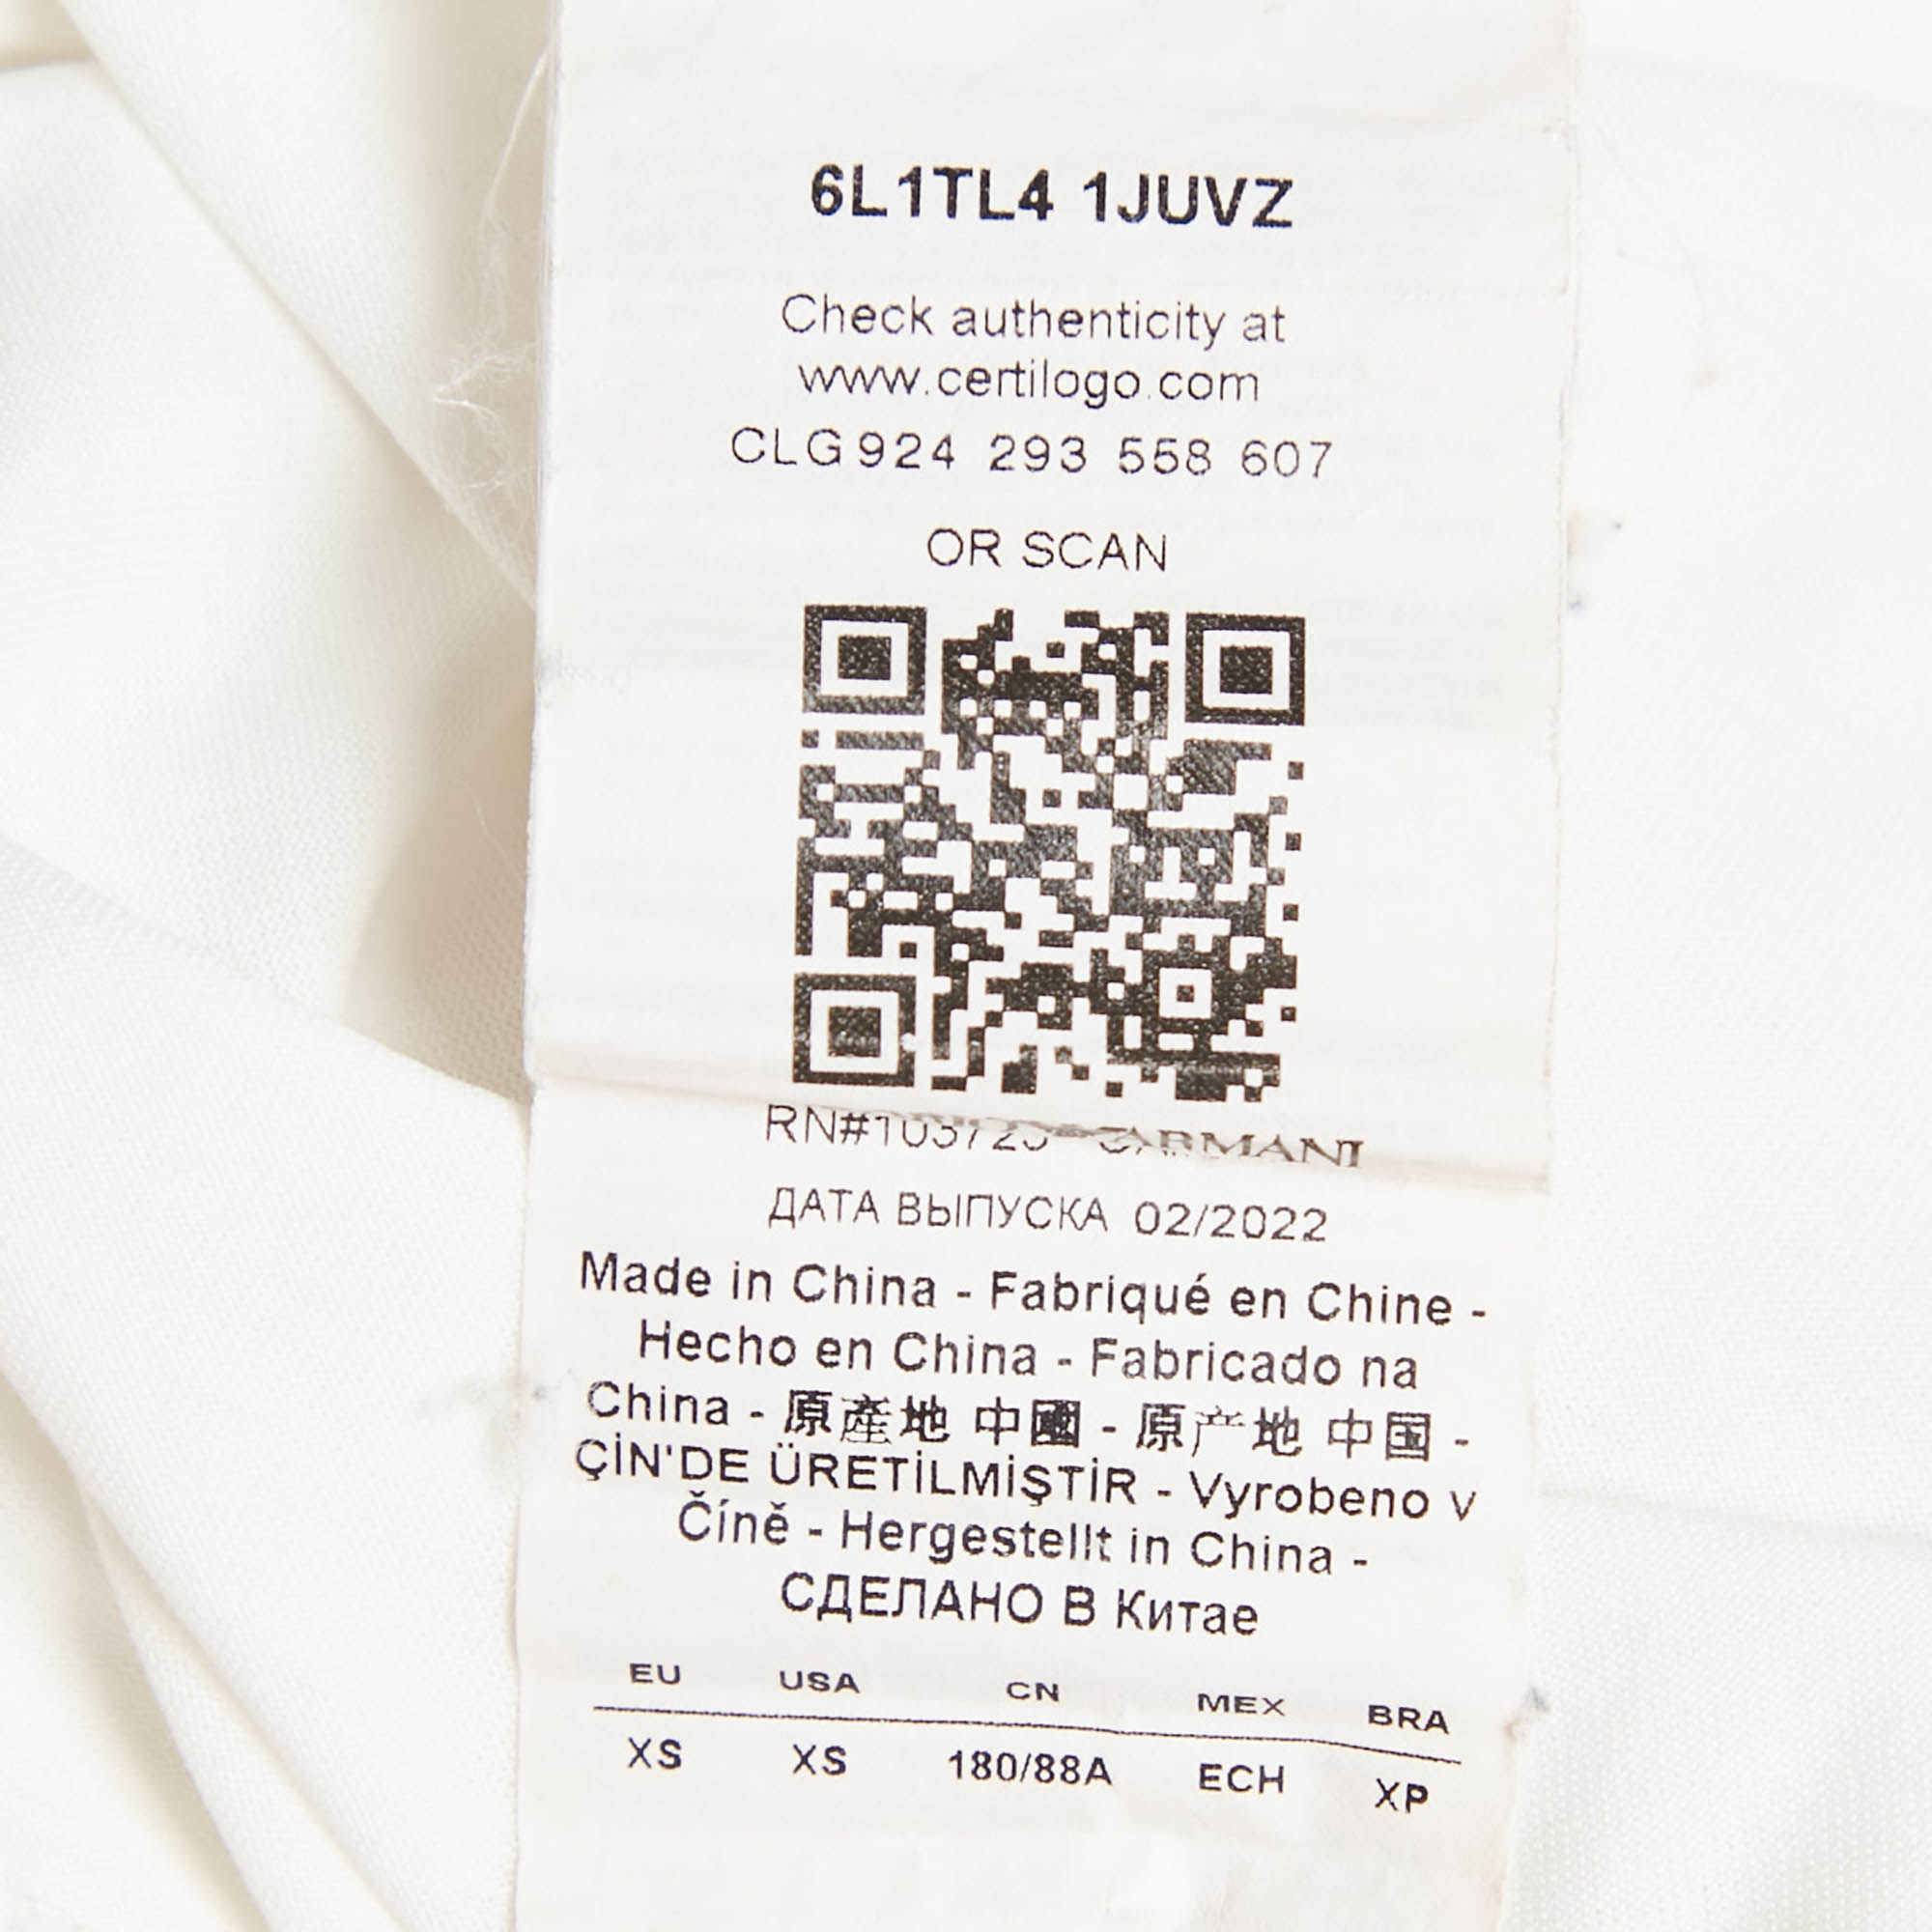 6L1TL4 1JUVZ
Check authenticity at
www.certilogo.com
CLG924 293 558 607
OR SCAN
ARMANI
ДАТА ВЫПУСКА 02/2022
Made in China - Fabriqué en Chine -
Hecho en China - Fabricado na
China - 原產地 中國 - 原产地 中国 -
ÇİN'DE ÜRETİLMİŞTİR - Vyrobeno v
Číně - Hergestellt in China -
СДЕЛАНО В Китае
EU USA CN MEX BRA
XS XS 180/88A ECH XP